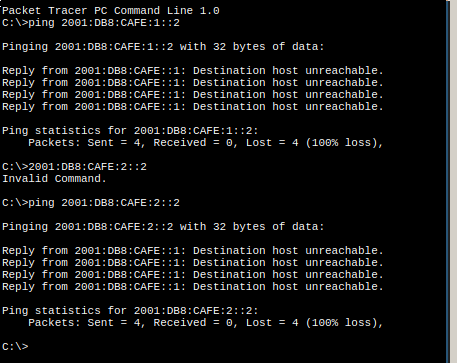 Packet Tracer PC Command Line 1.0
C:\>ping 2001:DB8:CAFE:1::2
Pinging 2001:DB8:CAFE:1::2 with 32 bytes of data:
Reply from 2001:DB8:CAFE::1: Destination host unreachable.
Reply from 2001:DB8:CAFE::1: Destination host unreachable.
Reply from 2001:DB8:CAFE::1: Destination host unreachable.
Reply from 2001:DB8:CAFE::1: Destination host unreachable.
Ping statistics for 2001:DB8:CAFE:1::2:
Packets: Sent = 4, Received = 0, Lost = 4 (100% loss),
C:\>2001:DB8:CAFE:2::2
Invalid Command.
C:\>ping 2001:DB8:CAFE:2::2
Pinging 2001:DB8:CAFE:2::2 with 32 bytes of data:
Reply from 2001:DB8:CAFE::1: Destination host unreachable.
Reply from 2001:DB8:CAFE::1: Destination host unreachable.
Reply from 2001:DB8:CAFE::1: Destination host unreachable.
Reply from 2001:DB8:CAFE::1: Destination host unreachable.
Ping statistics for 2001:DB8:CAFE:2::2:
Packets: Sent = 4, Received = 0, Lost = 4 (100% loss),
C:\>